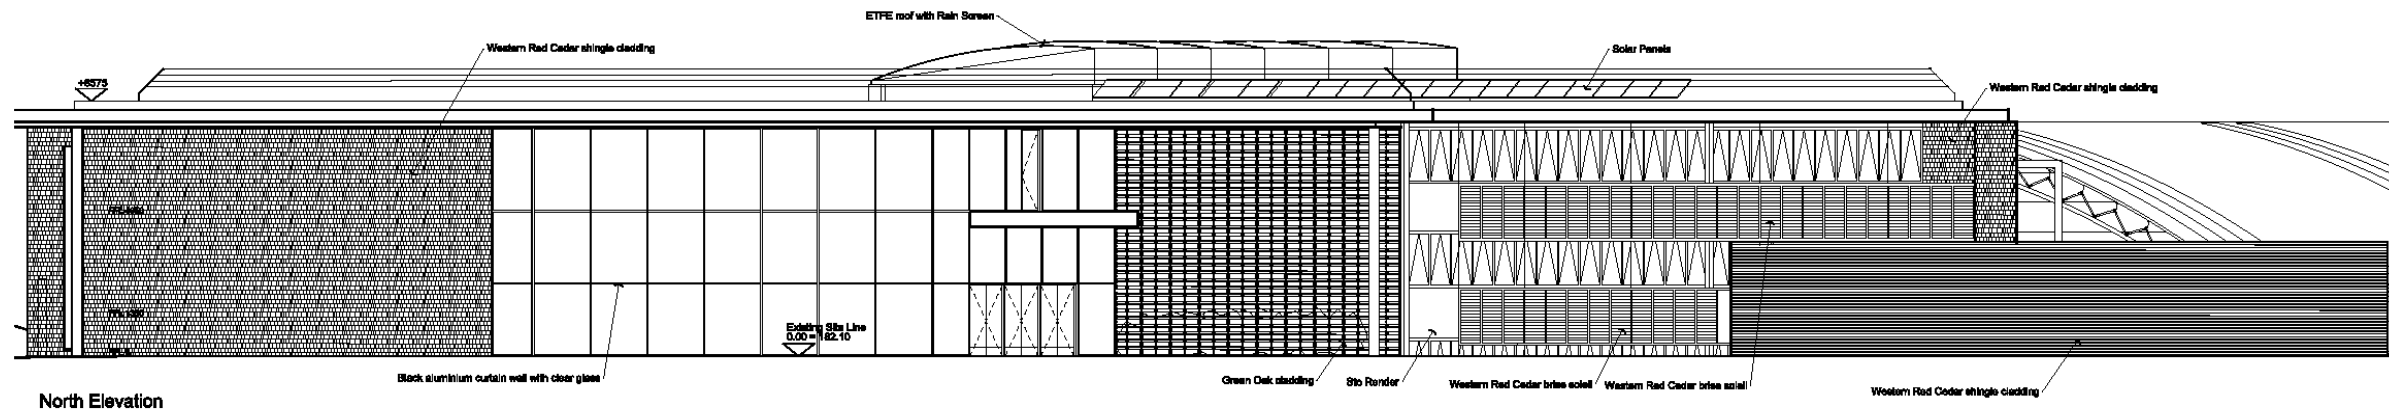 ETFE roof with Rain Screen
Western Red Cedar shingle cladding
Solar Panels
+8575
Western Red Cedar shingle cladding
Existing Site Line
0.00 = 182.10
Black aluminium curtain wall with clear glass
Green Oak cladding
Sto Render
Western Red Cedar brise soleil
Western Red Cedar brise soleil
Western Red Cedar shingle cladding
North Elevation